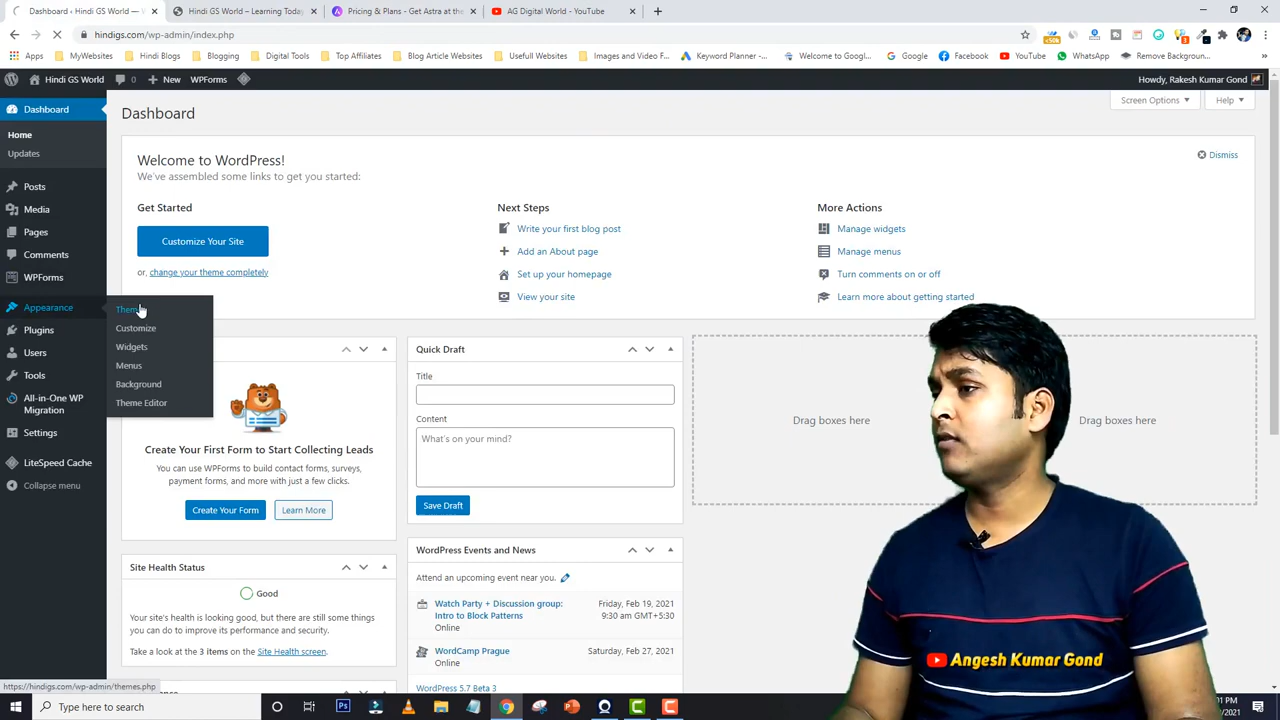 Dashboard ‹ Hindi GS World — W
Hindi GS World – Learning Today
Pricing & Plans - Get Astra at the
AG Digital World - YouTube
hindigs.com/wp-admin/index.php
Apps
MyWebsites
Hindi Blogs
Blogging
Digital Tools
Top Affiliates
Blog Article Websites
Usefull Websites
Images and Video F...
Keyword Planner -...
Welcome to Googl...
Google
Facebook
YouTube
WhatsApp
Remove Backgroun...
Hindi GS World
0
New
WPForms
Howdy, Rakesh Kumar Gond
Dashboard
Home
Updates
Posts
Media
Pages
Comments
WPForms
Appearance
Plugins
Users
Tools
All-in-One WP
Migration
Settings
LiteSpeed Cache
Collapse menu
Customize
Widgets
Menus
Background
Theme Editor
Dashboard
Screen Options
Help
Welcome to WordPress!
We've assembled some links to get you started:
Dismiss
Get Started
Customize Your Site
or, change your theme completely
Next Steps
Write your first blog post
Add an About page
Set up your homepage
View your site
More Actions
Manage widgets
Manage menus
Turn comments on or off
Learn more about getting started
Create Your First Form to Start Collecting Leads
You can use WPForms to build contact forms, surveys,
payment forms, and more with just a few clicks.
Create Your Form
Learn More
Site Health Status
Good
Your site's health is looking good, but there are still some things
you can do to improve its performance and security.
Take a look at the 3 items on the Site Health screen.
Quick Draft
Title
Content
What's on your mind?
Save Draft
WordPress Events and News
Attend an upcoming event near you.
Watch Party + Discussion group:
Intro to Block Patterns
Online
Friday, Feb 19, 2021
9:30 am GMT+5:30
WordCamp Prague
Online
Saturday, Feb 27, 2021
WordPress 5.7 Beta 3
Drag boxes here
Drag boxes here
Angesh Kumar Gond
https://hindigs.com/wp-admin/themes.php
Type here to search